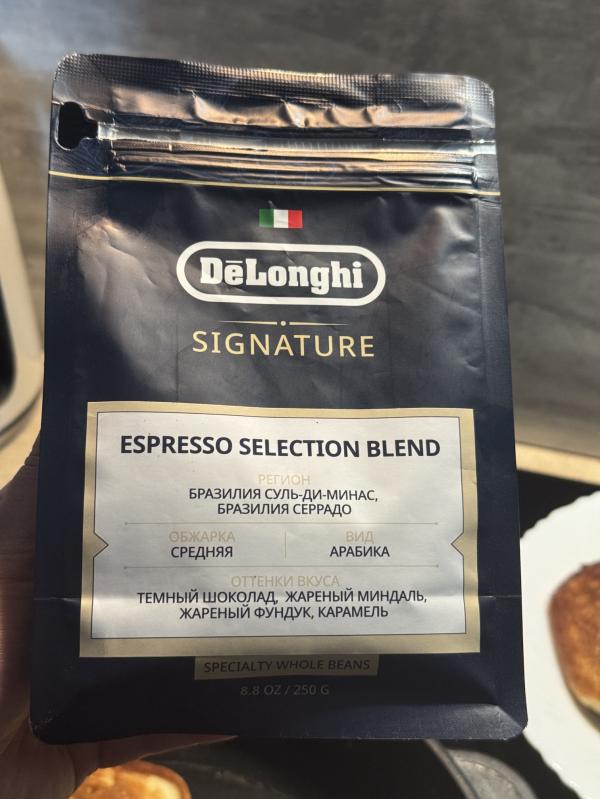 DēLonghi
SIGNATURE
ESPRESSO SELECTION BLEND
РЕГИОН
БРАЗИЛИЯ СУЛЬ-ДИ-МИНАС,
БРАЗИЛИЯ СЕРРАДО
ОБЖАРКА ВИД
СРЕДНЯЯ АРАБИКА
ОТТЕНКИ ВКУСА
ТЕМНЫЙ ШОКОЛАД, ЖАРЕНЫЙ МИНДАЛЬ,
ЖАРЕНЫЙ ФУНДУК, КАРАМЕЛЬ
SPECIALTY WHOLE BEANS
8.8 OZ / 250 G